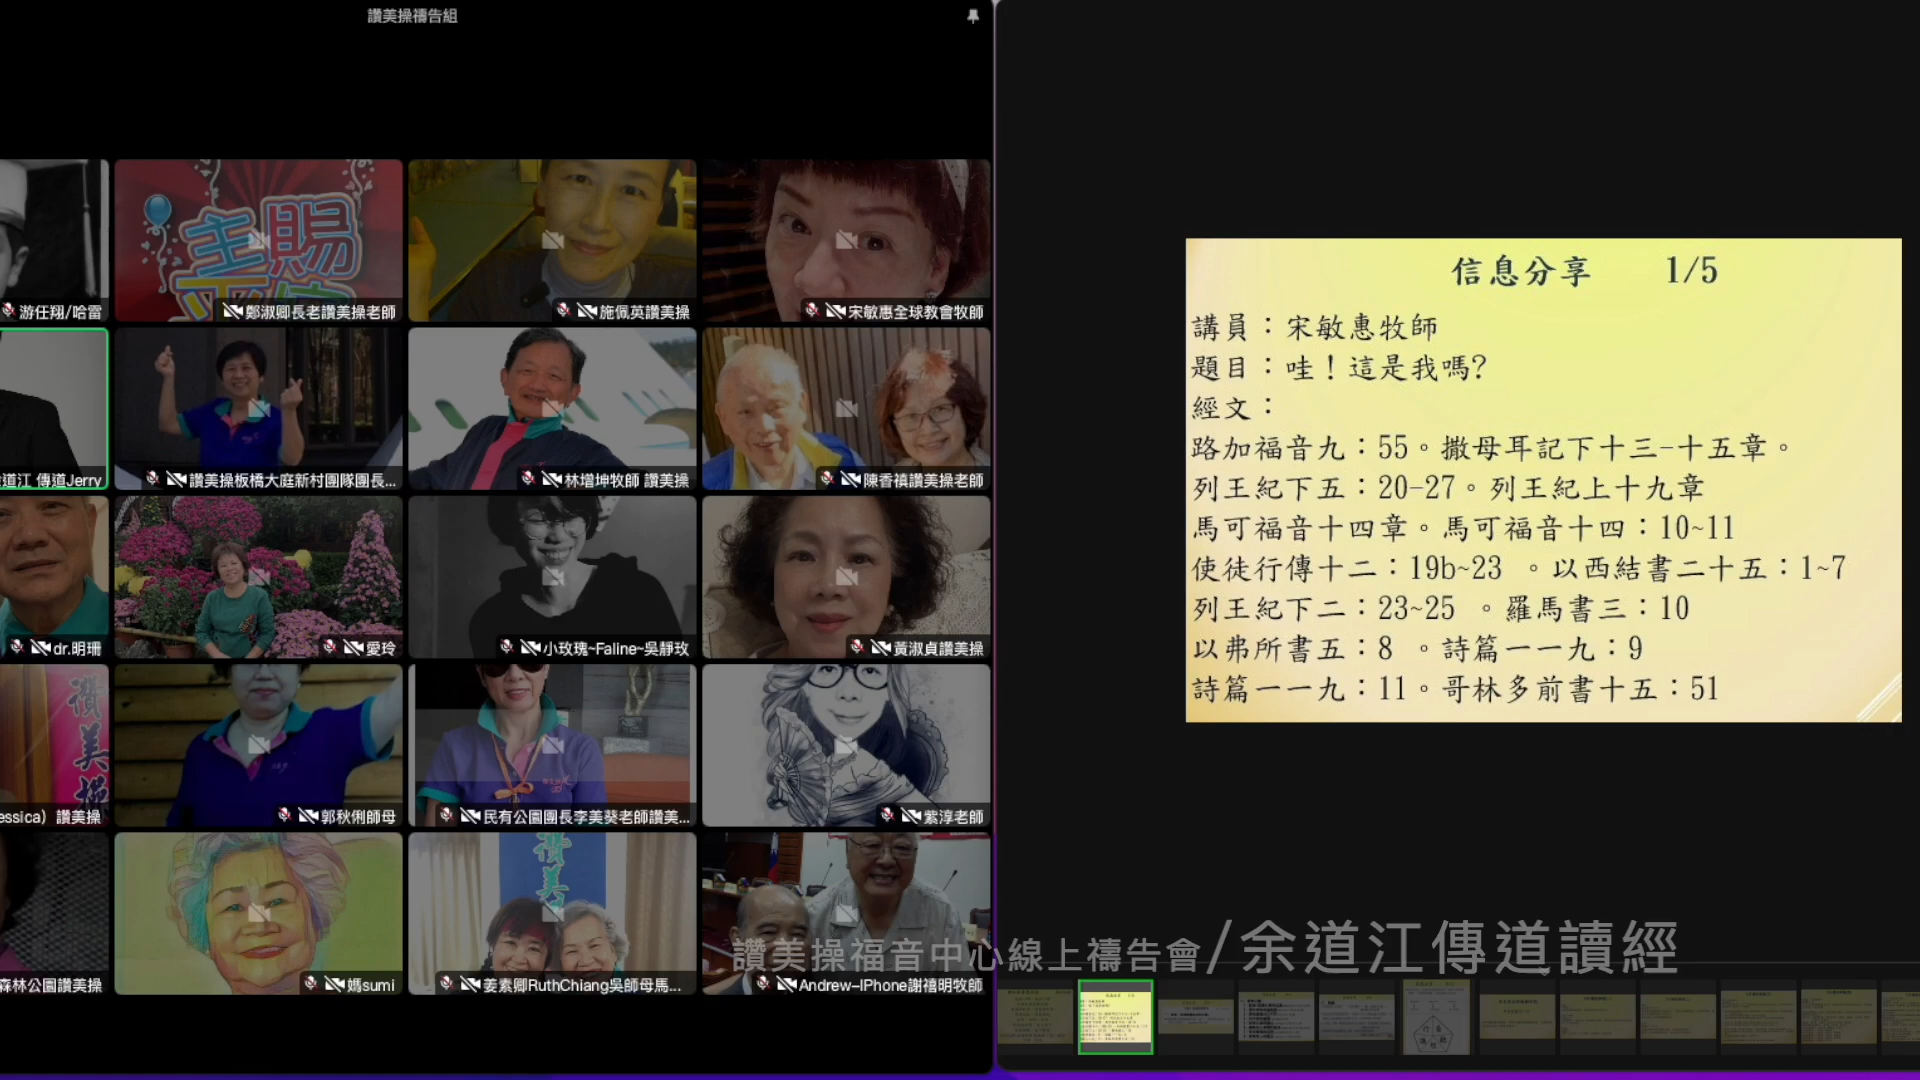 讚美操禱告組
主賜
游任翔/哈雷
鄭淑卿長老讚美操老師
施佩英讚美操
宋敏惠全球教會牧師
道江 傳道Jerry
讚美操板橋大庭新村團隊團長...
林增坤牧師 讚美操
陳香禎讚美操老師
dr.明珊
愛玲
小玫瑰~Faline~吳靜玫
黃淑貞讚美操
讚美操
essica）讚美操
郭秋俐師母
民有公園團長李美葵老師讚美...
紫淳老師
讚美
森林公園讚美操
媽sumi
姜素卿RuthChiang吳師母馬...
Andrew-IPhone謝禧明牧師
信息分享 1/5
講員：宋敏惠牧師
題目：哇！這是我嗎?
經文：
路加福音九：55。撒母耳記下十三-十五章。
列王紀下五：20-27。列王紀上十九章
馬可福音十四章。馬可福音十四：10~11
使徒行傳十二：19b~23 。以西結書二十五：1~7
列王紀下二：23~25 。羅馬書三：10
以弗所書五：8 。詩篇一一九：9
詩篇一一九：11。哥林多前書十五：51
讚美操福音中心線上禱告會/余道江傳道讀經